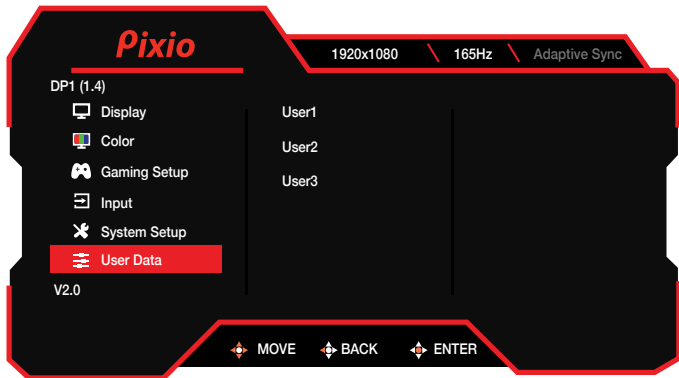 Pixio
1920x1080 165Hz Adaptive Sync
DP1 (1.4)
Display
Color
Gaming Setup
Input
System Setup
User Data
V2.0
User1
User2
User3
MOVE BACK ENTER